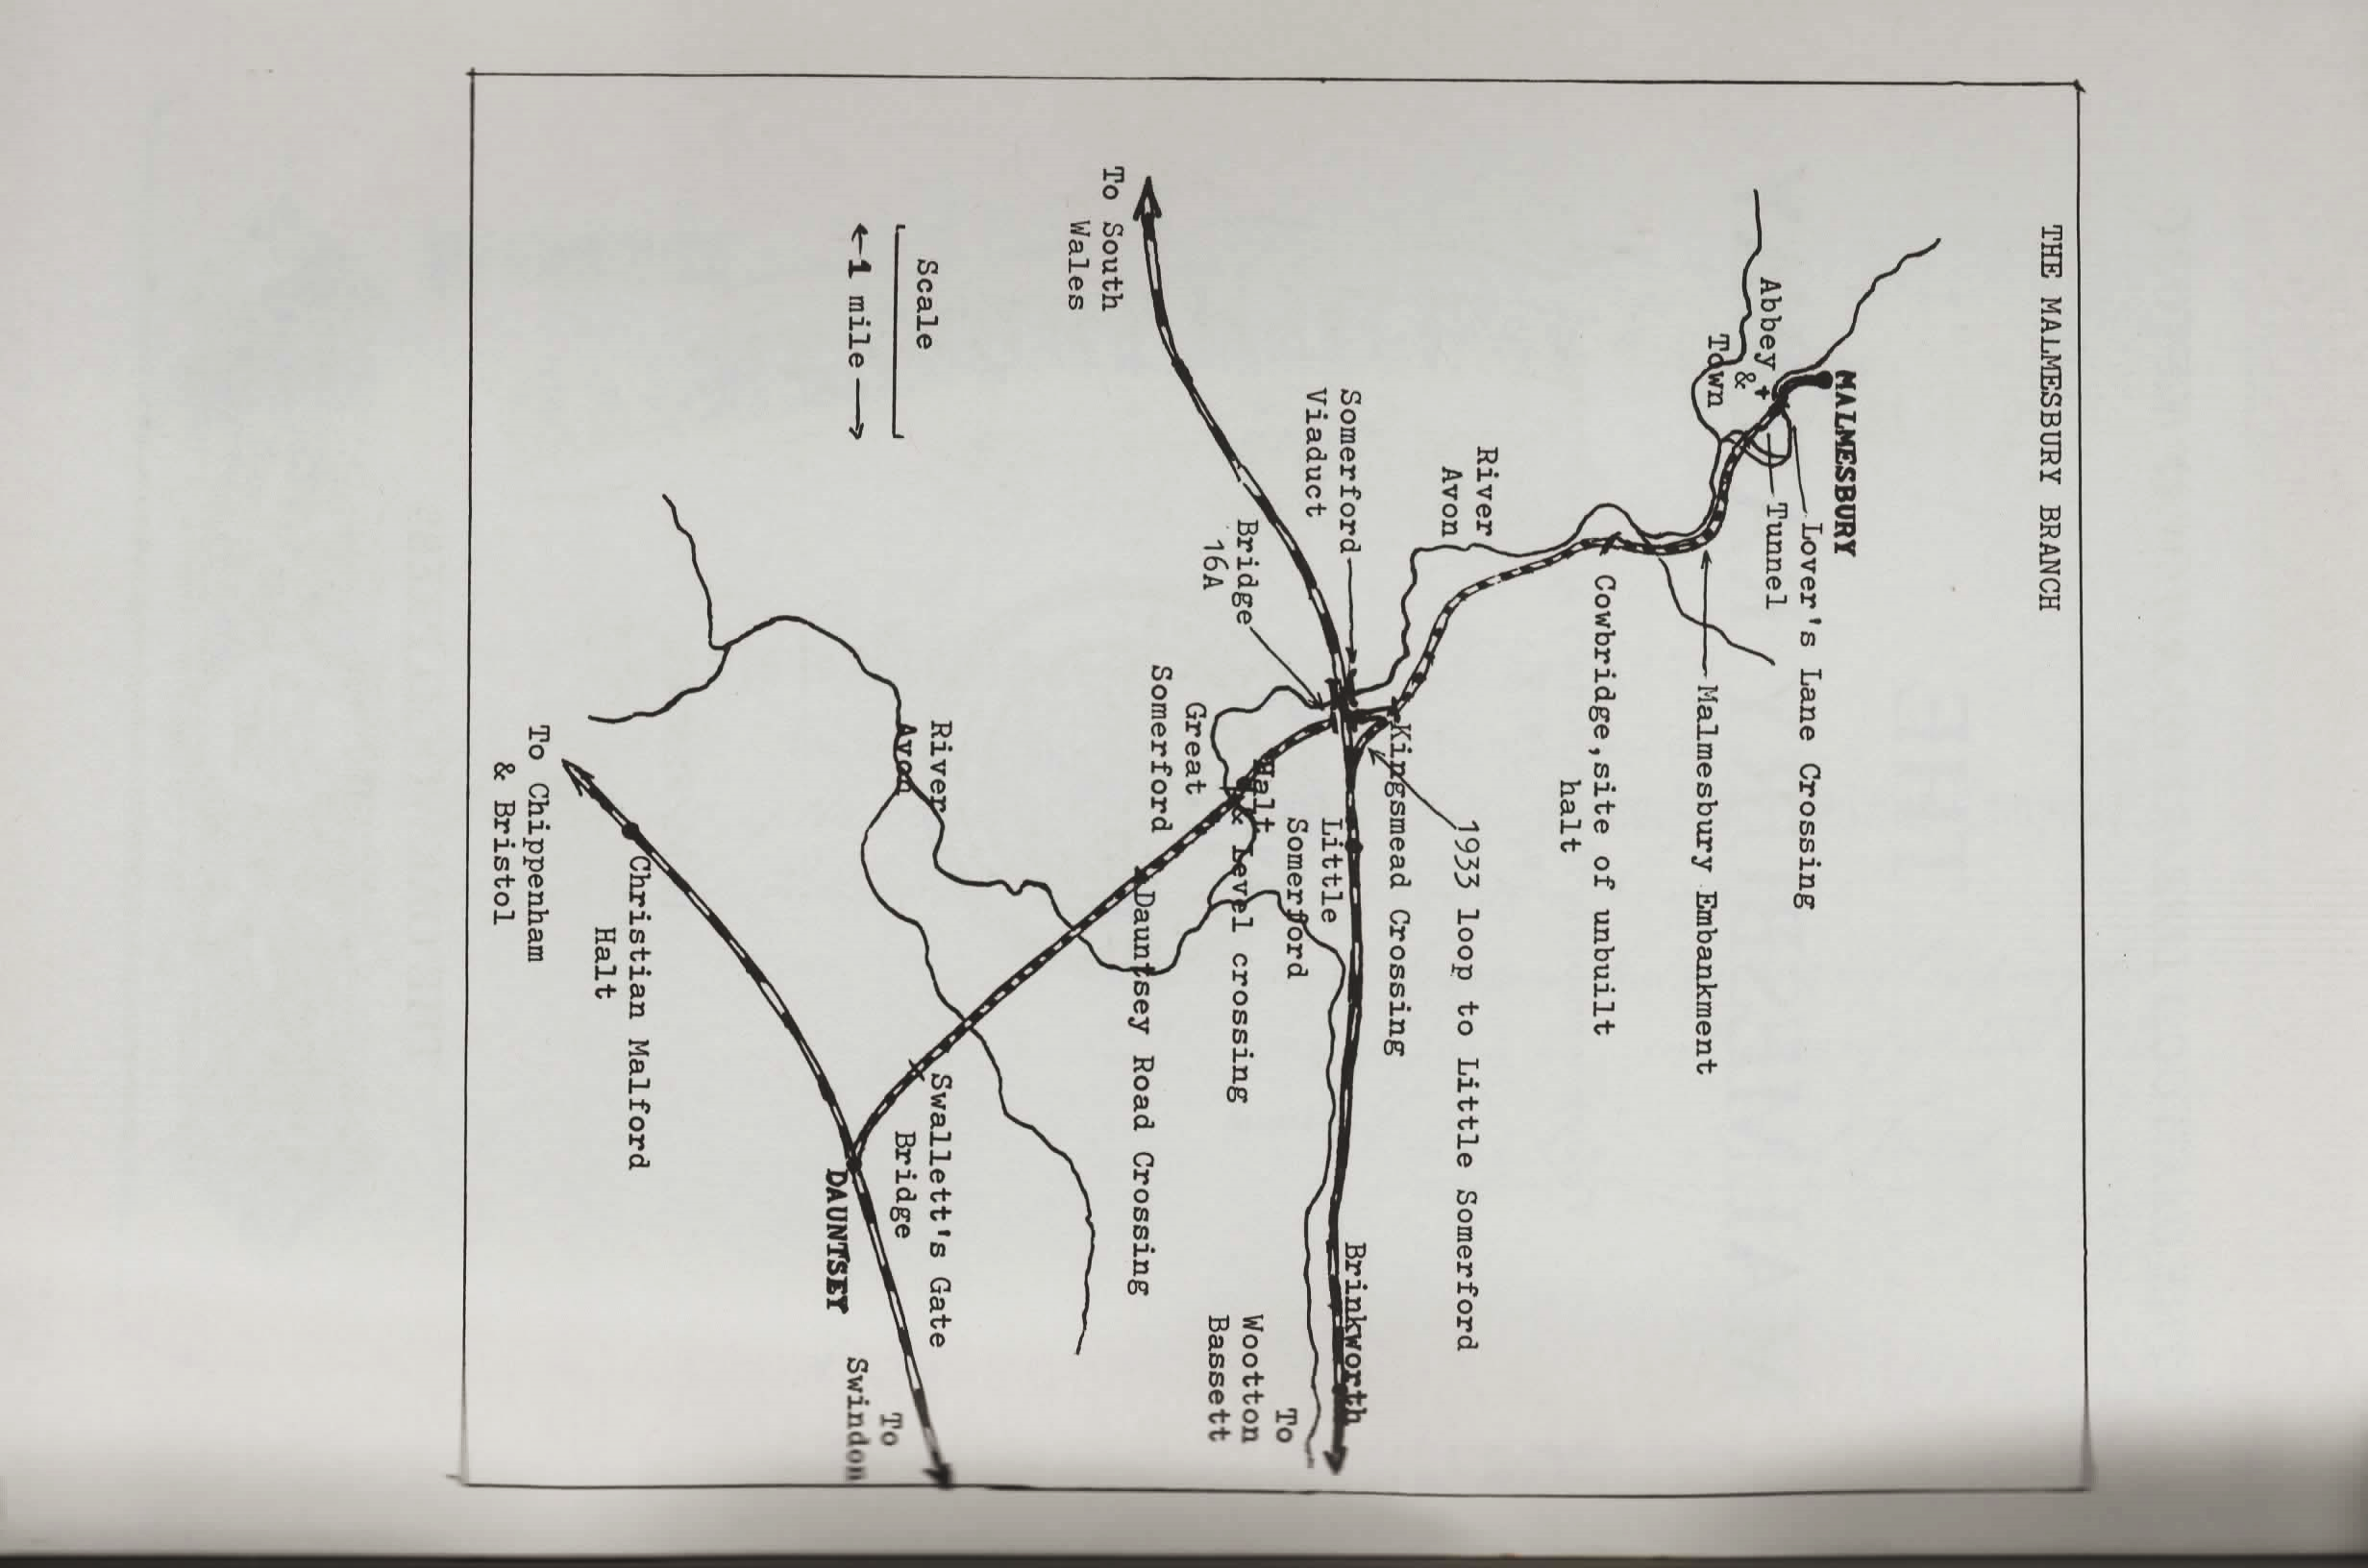 THE MALMESBURY BRANCH
MALMESBURY
Lover's Lane Crossing
Tunnel
Abbey &
Town
Malmesbury Embankment
Cowbridge,site of unbuilt
halt
River
Avon
1933 loop to Little Somerford
Kingsmead Crossing
Somerford
Viaduct
Bridge
16A
Brinkworth
Little
Somerford
To
Wootton
Bassett
Halt
& Level crossing
Great
Somerford
Dauntsey Road Crossing
To South
Wales
Scale
1 mile
River
Avon
Swallett's Gate
Bridge
DAUNTSEY
To
Swindon
Christian Malford
Halt
To Chippenham
& Bristol